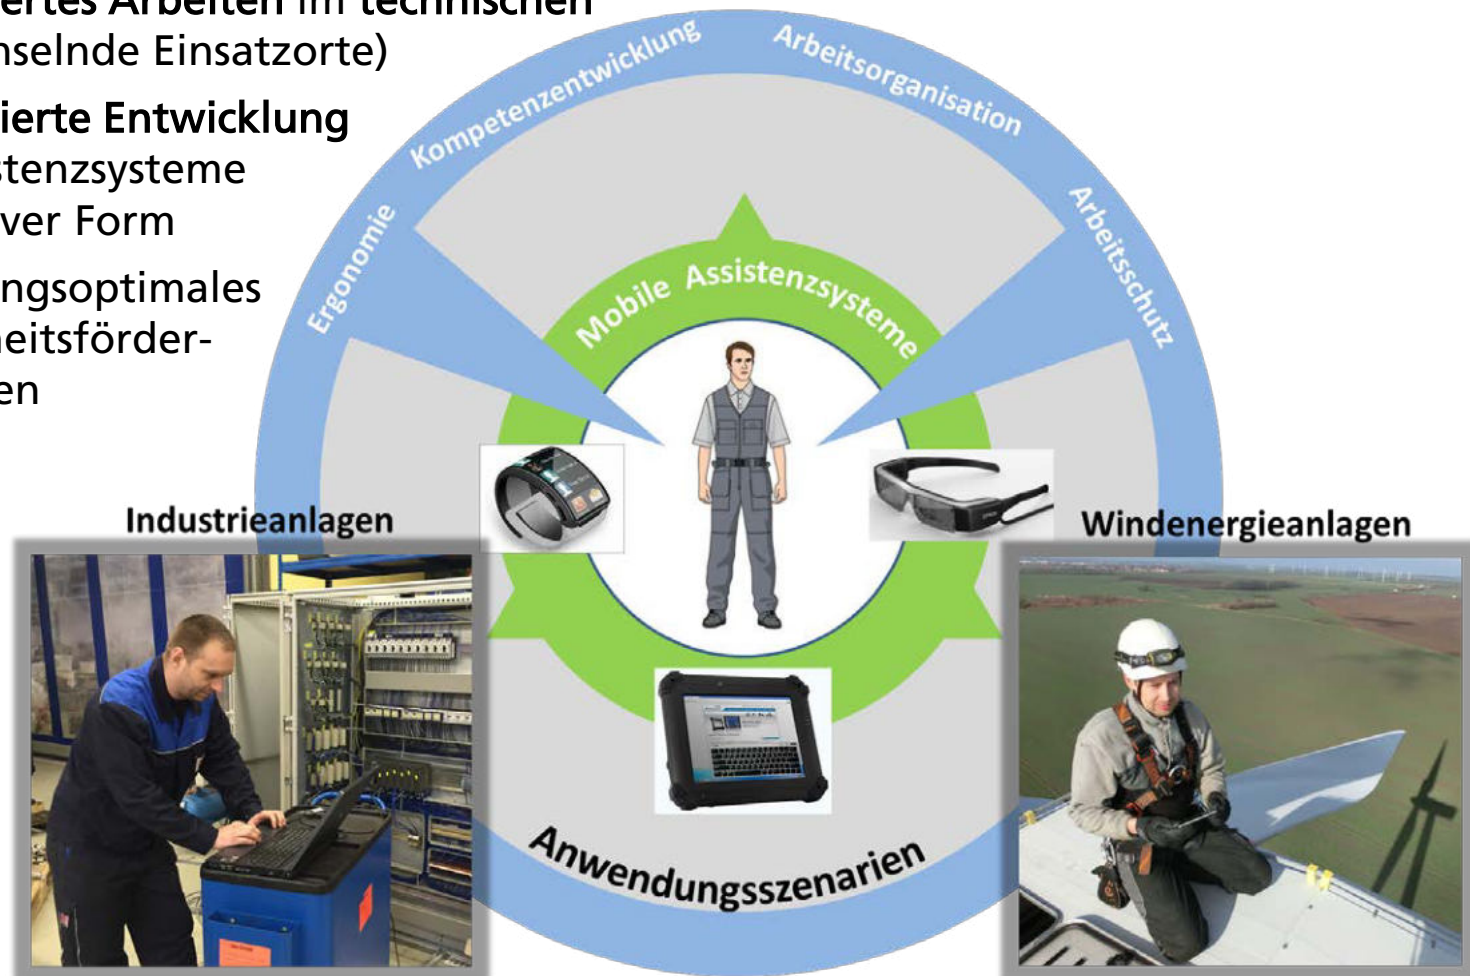 ertes Arbeiten im technischen
nselnde Einsatzorte)
ierte Entwicklung
stenzsysteme
ver Form
ngsoptimales
eitsförder-
en
Kompetenzentwicklung
Arbeitsorganisation
Ergonomie
Arbeitsschutz
Mobile Assistenzsysteme
Industrieanlagen
Windenergieanlagen
Anwendungsszenarien